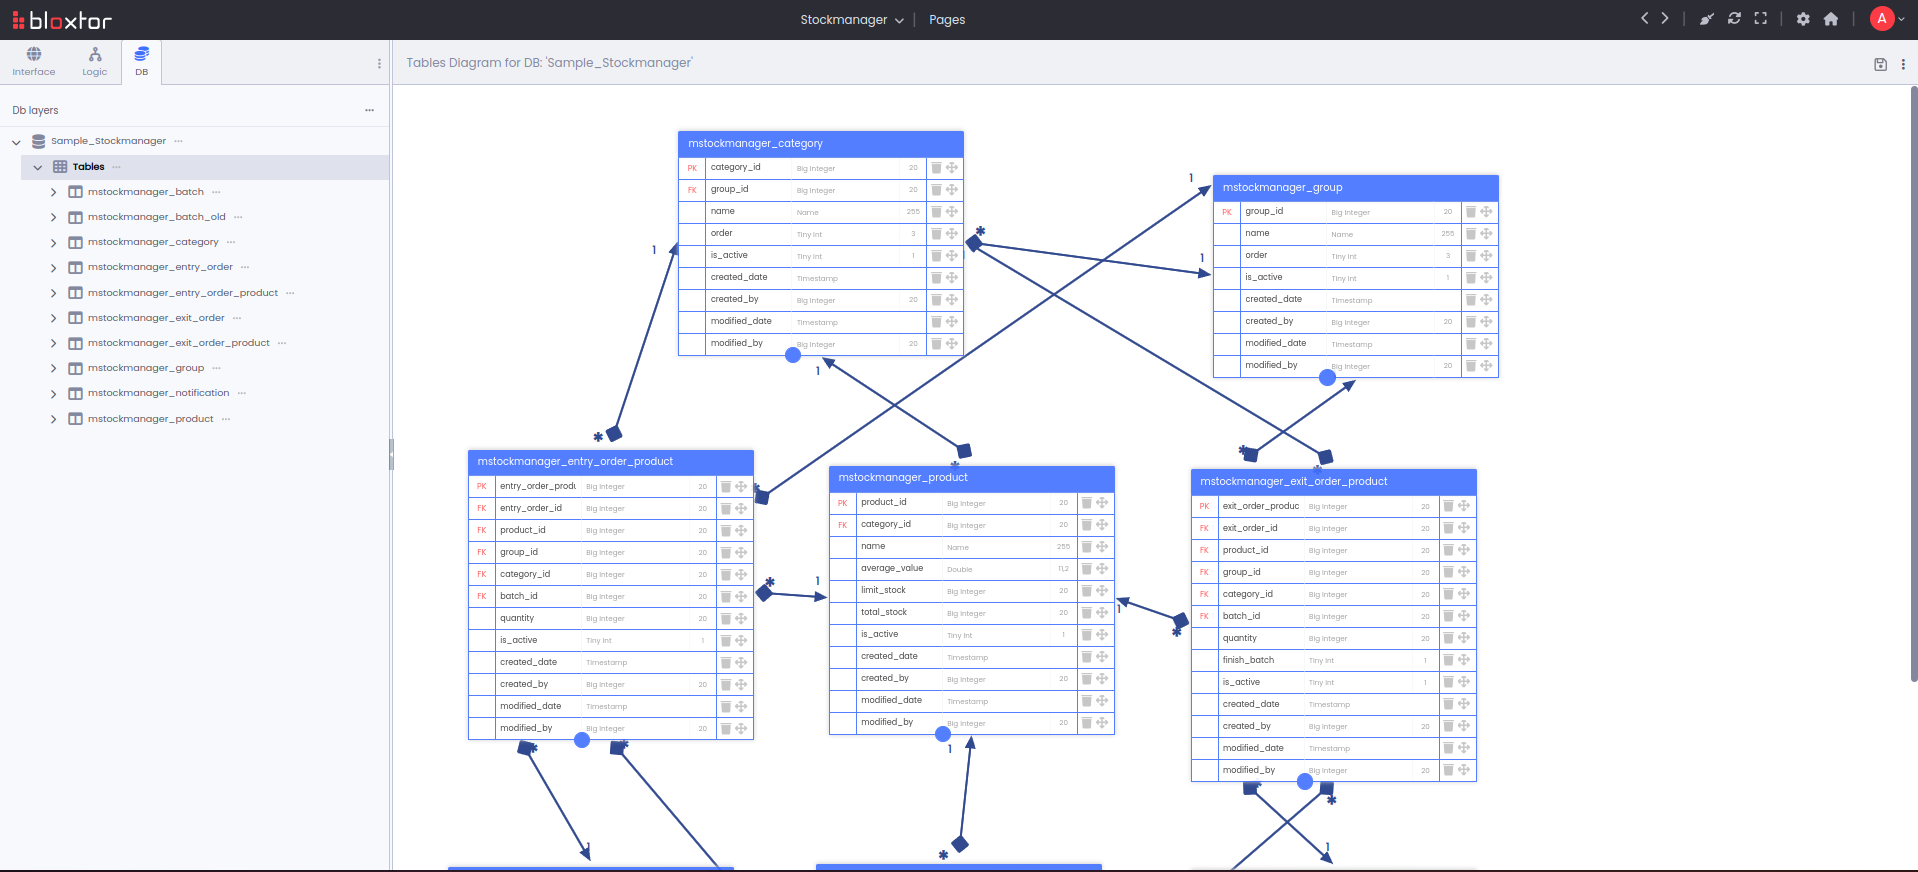 bloxtor
Stockmanager
Pages
A
Interface
Logic
DB
Tables Diagram for DB: 'Sample_Stockmanager'
Db layers
Sample_Stockmanager
Tables
mstockmanager_batch
mstockmanager_batch_old
mstockmanager_category
mstockmanager_entry_order
mstockmanager_entry_order_product
mstockmanager_exit_order
mstockmanager_exit_order_product
mstockmanager_group
mstockmanager_notification
mstockmanager_product
mstockmanager_category
PK category_id Big Integer 20
FK group_id Big Integer 20
name Name 255
order Tiny Int 3
is_active Tiny Int 1
created_date Timestamp
created_by Big Integer 20
modified_date Timestamp
modified_by Big Integer 20
mstockmanager_group
PK group_id Big Integer 20
name Name 255
order Tiny Int 3
is_active Tiny Int 1
created_date Timestamp
created_by Big Integer 20
modified_date Timestamp
modified_by Big Integer 20
1
*
1
1
1
*
*
*
*
*
mstockmanager_entry_order_product
PK entry_order_produ Big Integer 20
FK entry_order_id Big Integer 20
FK product_id Big Integer 20
FK group_id Big Integer 20
FK category_id Big Integer 20
FK batch_id Big Integer 20
quantity Big Integer 20
is_active Tiny Int 1
created_date Timestamp
created_by Big Integer 20
modified_date Timestamp
modified_by Big Integer 20
mstockmanager_product
PK product_id Big Integer 20
FK category_id Big Integer 20
name Name 255
average_value Double 11,2
limit_stock Big Integer 20
total_stock Big Integer 20
is_active Tiny Int 1
created_date Timestamp
created_by Big Integer 20
modified_date Timestamp
modified_by Big Integer 20
mstockmanager_exit_order_product
PK exit_order_produc Big Integer 20
FK exit_order_id Big Integer 20
FK product_id Big Integer 20
FK group_id Big Integer 20
FK category_id Big Integer 20
FK batch_id Big Integer 20
quantity Big Integer 20
finish_batch Tiny Int 1
is_active Tiny Int 1
created_date Timestamp
created_by Big Integer 20
modified_date Timestamp
modified_by Big Integer 20
*
1
1
*
*
*
1
*
1
*
1